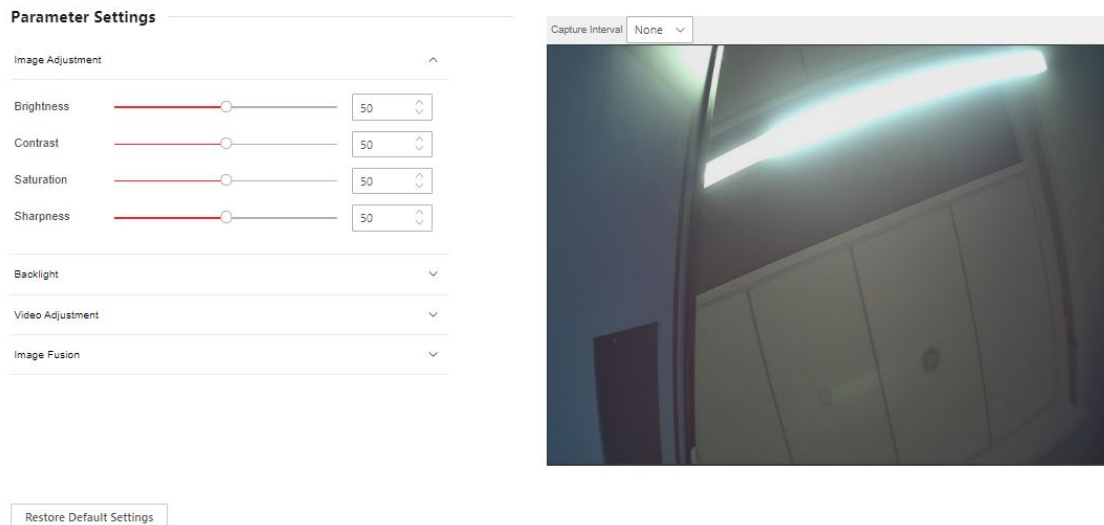 Parameter Settings
Capture Interval None
Image Adjustment
Brightness 50
Contrast 50
Saturation 50
Sharpness 50
Backlight
Video Adjustment
Image Fusion
Restore Default Settings